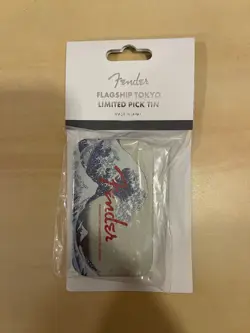 Fender
FLAGSHIP TOKYO
LIMITED PICK TIN
MADE IN JAPAN
Fender